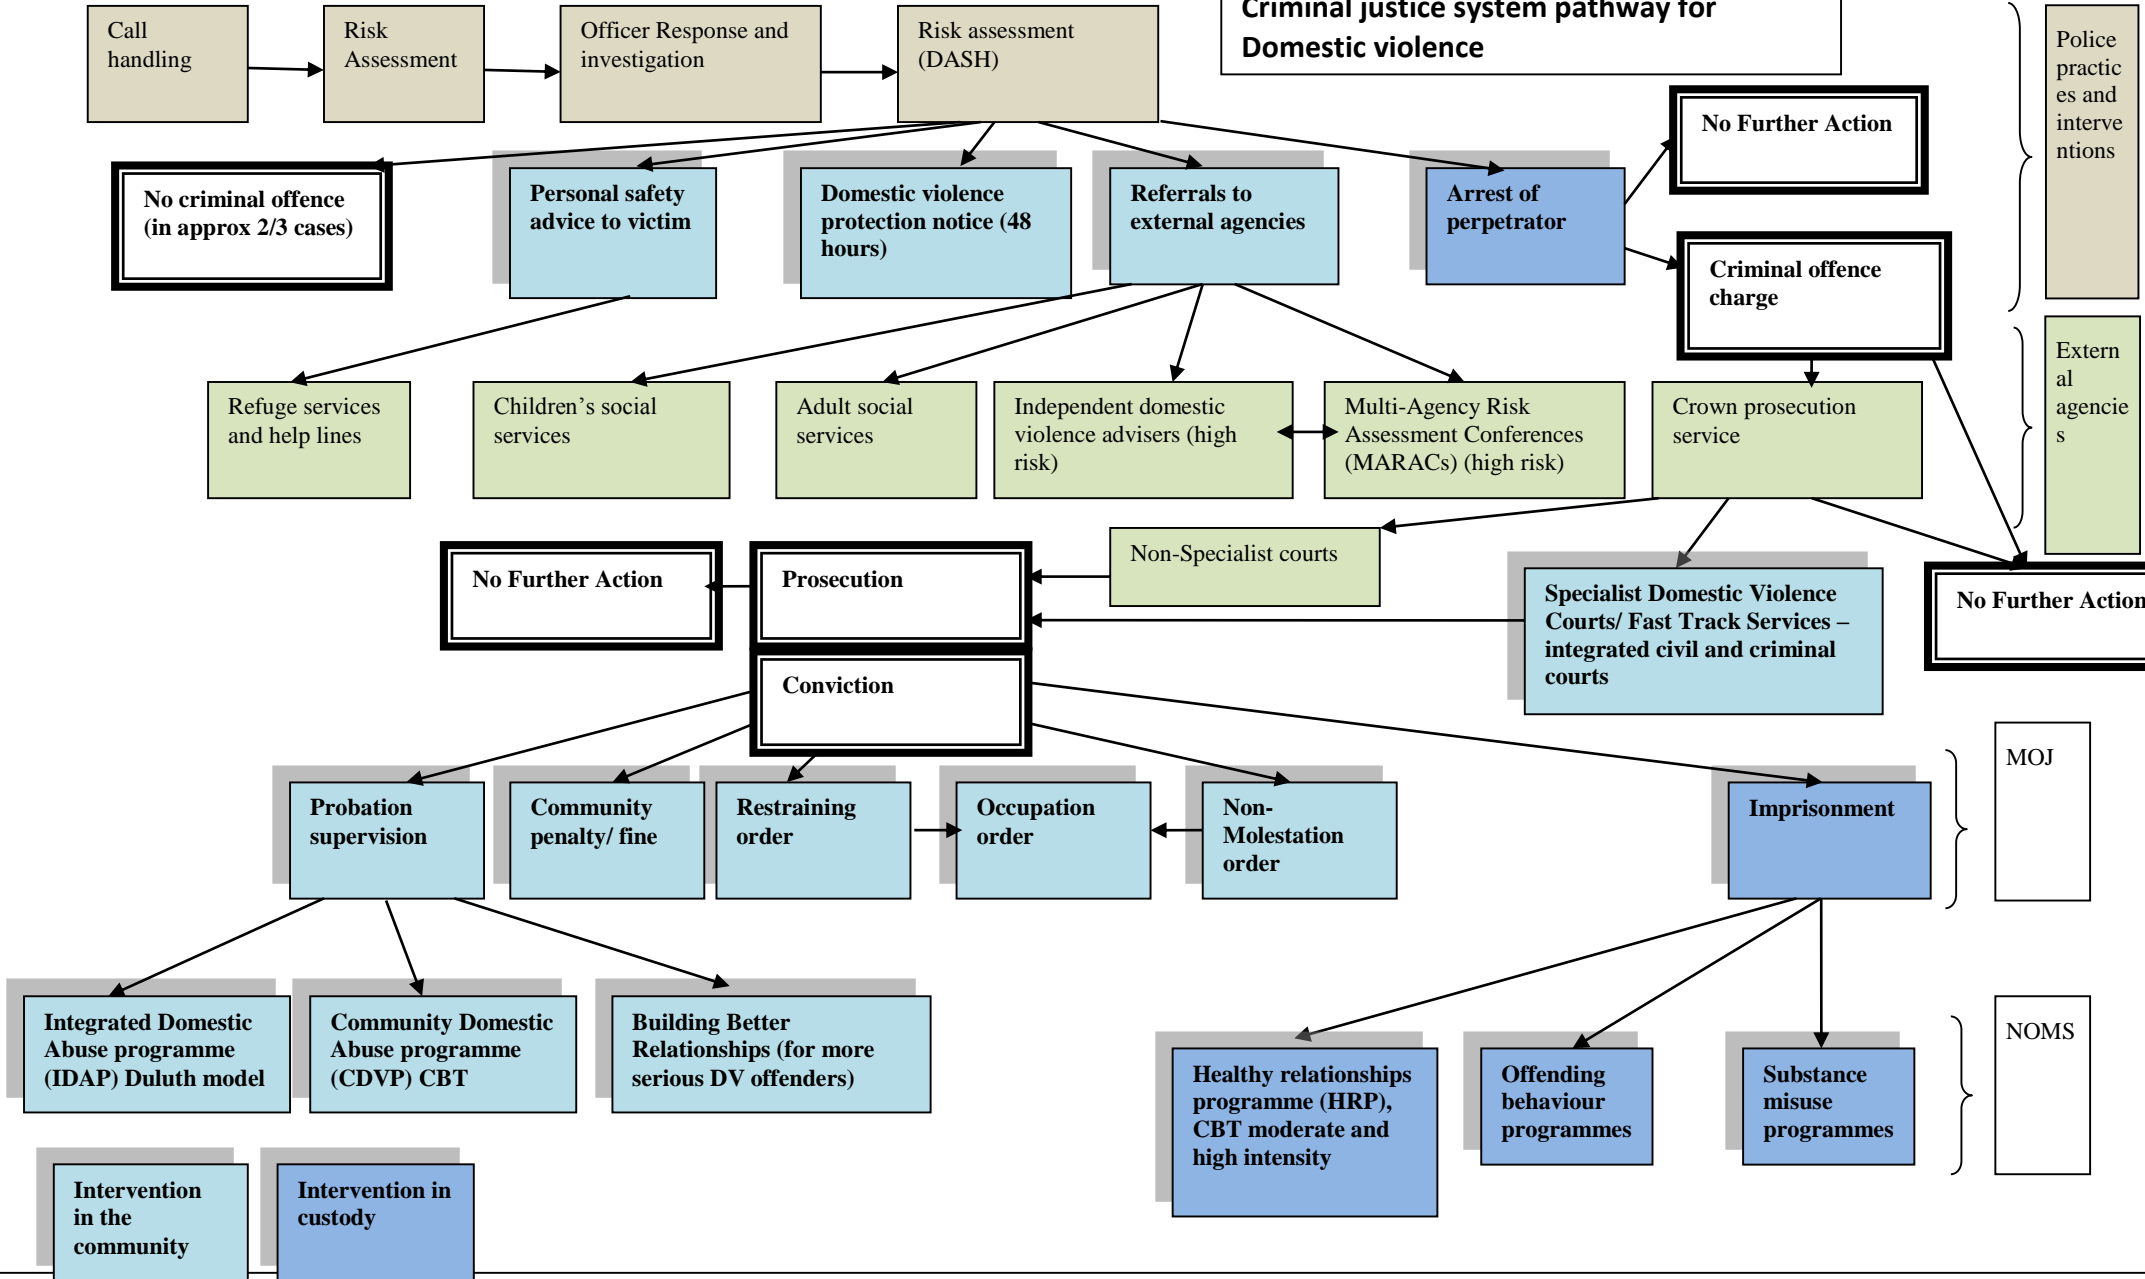 Criminal justice system pathway for
Domestic violence
Call
handling
Risk
Assessment
Officer Response and
investigation
Risk assessment
(DASH)
Police
practic
es and
interve
ntions
No Further Action
No criminal offence
(in approx 2/3 cases)
Personal safety
advice to victim
Domestic violence
protection notice (48
hours)
Referrals to
external agencies
Arrest of
perpetrator
Criminal offence
charge
Extern
al
agencie
s
Refuge services
and help lines
Children’s social
services
Adult social
services
Independent domestic
violence advisers (high
risk)
Multi-Agency Risk
Assessment Conferences
(MARACs) (high risk)
Crown prosecution
service
No Further Action
Prosecution
Non-Specialist courts
Specialist Domestic Violence
Courts/ Fast Track Services –
integrated civil and criminal
courts
No Further Action
Conviction
Probation
supervision
Community
penalty/ fine
Restraining
order
Occupation
order
Non-
Molestation
order
Imprisonment
MOJ
Integrated Domestic
Abuse programme
(IDAP) Duluth model
Community Domestic
Abuse programme
(CDVP) CBT
Building Better
Relationships (for more
serious DV offenders)
Healthy relationships
programme (HRP),
CBT moderate and
high intensity
Offending
behaviour
programmes
Substance
misuse
programmes
NOMS
Intervention
in the
community
Intervention in
custody